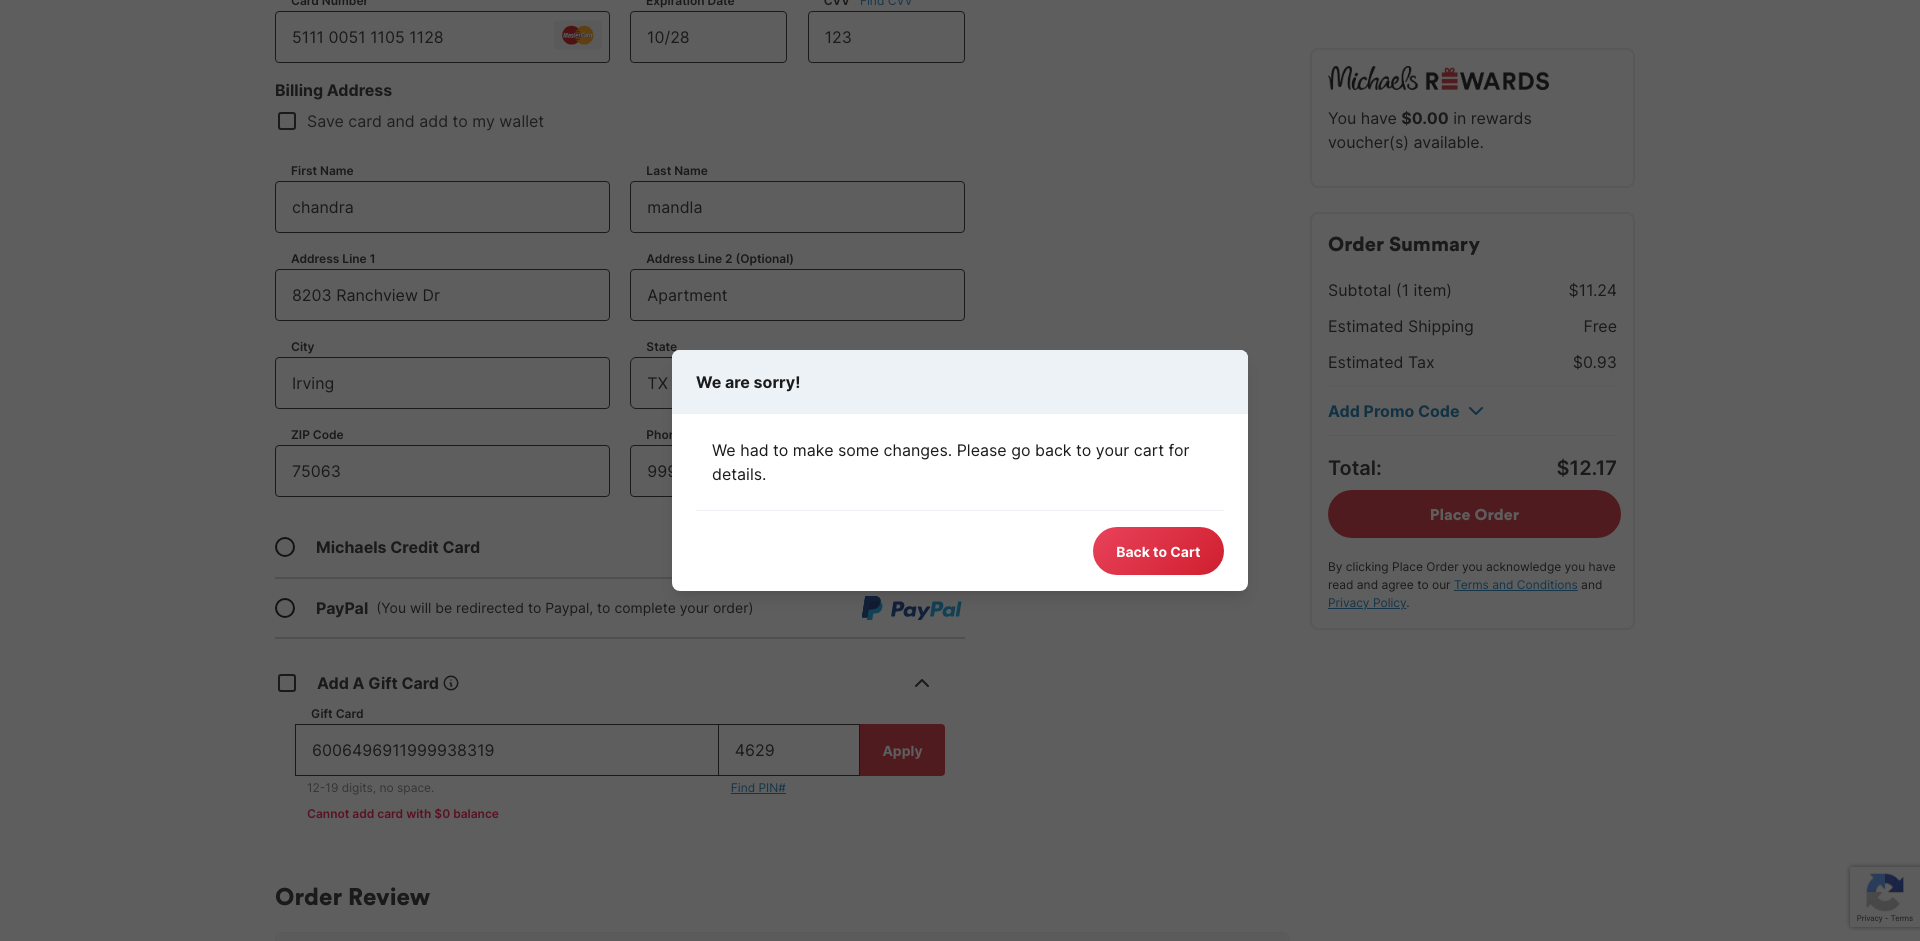 Card Number
Expiration Date
CVV Find CVV
5111 0051 1105 1128
MasterCard
10/28
123
Billing Address
Save card and add to my wallet
First Name
Last Name
chandra
mandla
Address Line 1
Address Line 2 (Optional)
8203 Ranchview Dr
Apartment
City
State
Irving
TX
ZIP Code
75063
Michaels Credit Card
PayPal (You will be redirected to Paypal, to complete your order)
PayPal
Add A Gift Card
Gift Card
6006496911999938319
4629
Apply
12-19 digits, no space.
Find PIN#
Cannot add card with $0 balance
Order Review
We are sorry!
We had to make some changes. Please go back to your cart for
details.
Back to Cart
Michaels REWARDS
You have $0.00 in rewards
voucher(s) available.
Order Summary
Subtotal (1 item) $11.24
Estimated Shipping Free
Estimated Tax $0.93
Add Promo Code
Total: $12.17
Place Order
By clicking Place Order you acknowledge you have
read and agree to our Terms and Conditions and
Privacy Policy.
Privacy - Terms